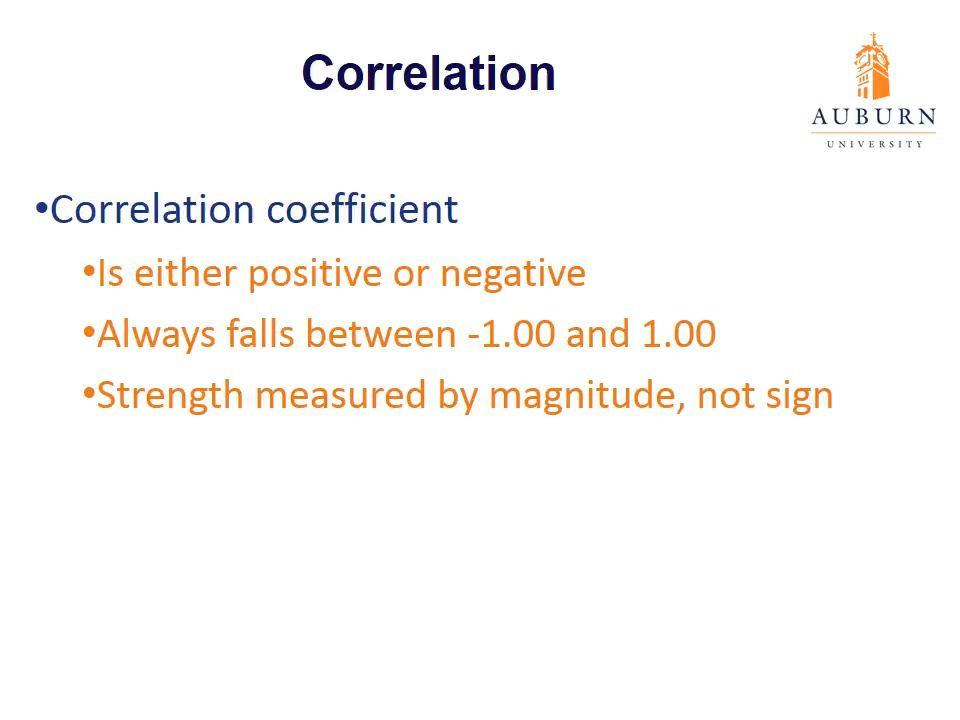 Correlation
AUBURN
UNIVERSITY
•Correlation coefficient
•Is either positive or negative
•Always falls between -1.00 and 1.00
•Strength measured by magnitude, not sign